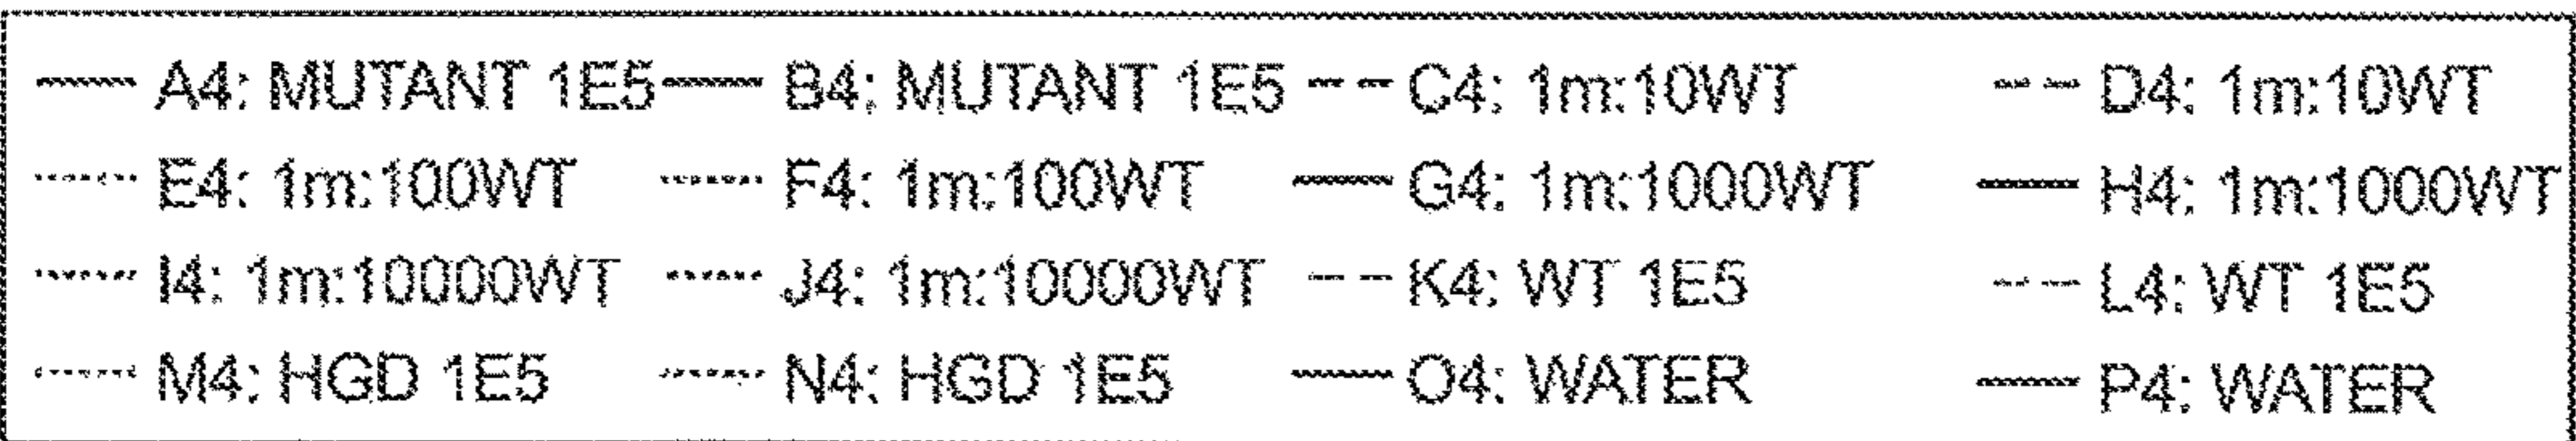 A4: MUTANT 1E5 B4: MUTANT 1E5 C4: 1m:10WT D4: 1m:10WT
E4: 1m:100WT F4: 1m:100WT G4: 1m:1000WT H4: 1m:1000WT
I4: 1m:10000WT J4: 1m:10000WT K4: WT 1E5 L4: WT 1E5
M4: HGD 1E5 N4: HGD 1E5 O4: WATER P4: WATER